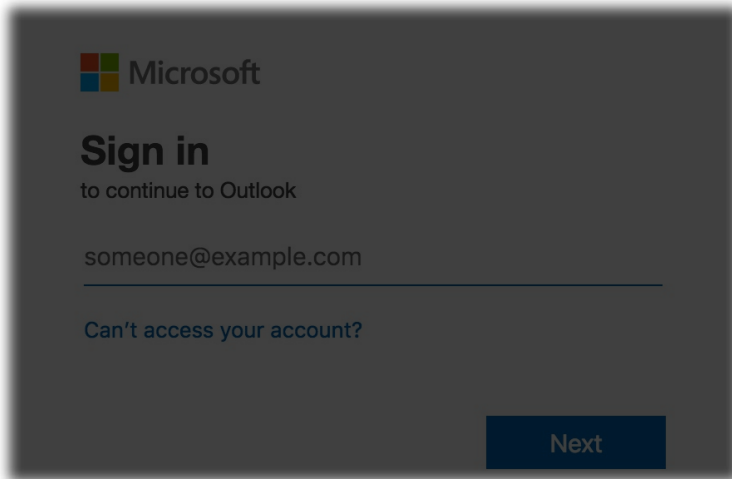 Microsoft
Sign in
to continue to Outlook
someone@example.com
Can't access your account?
Next